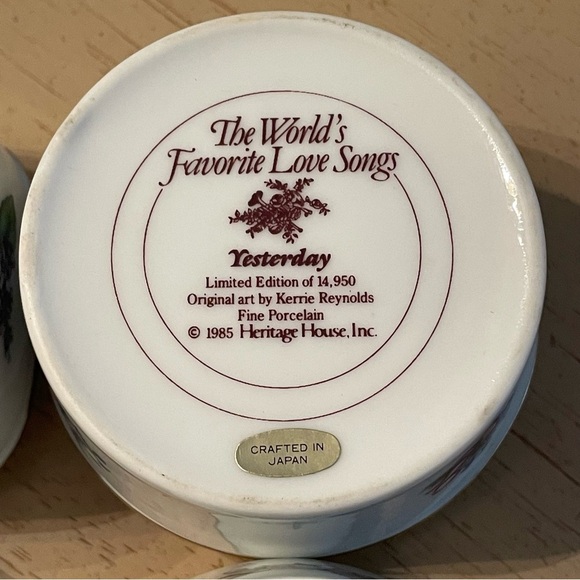 The World's
Favorite Love Songs
Yesterday
Limited Edition of 14,950
Original art by Kerrie Reynolds
Fine Porcelain
© 1985 Heritage House, Inc.
CRAFTED IN
JAPAN